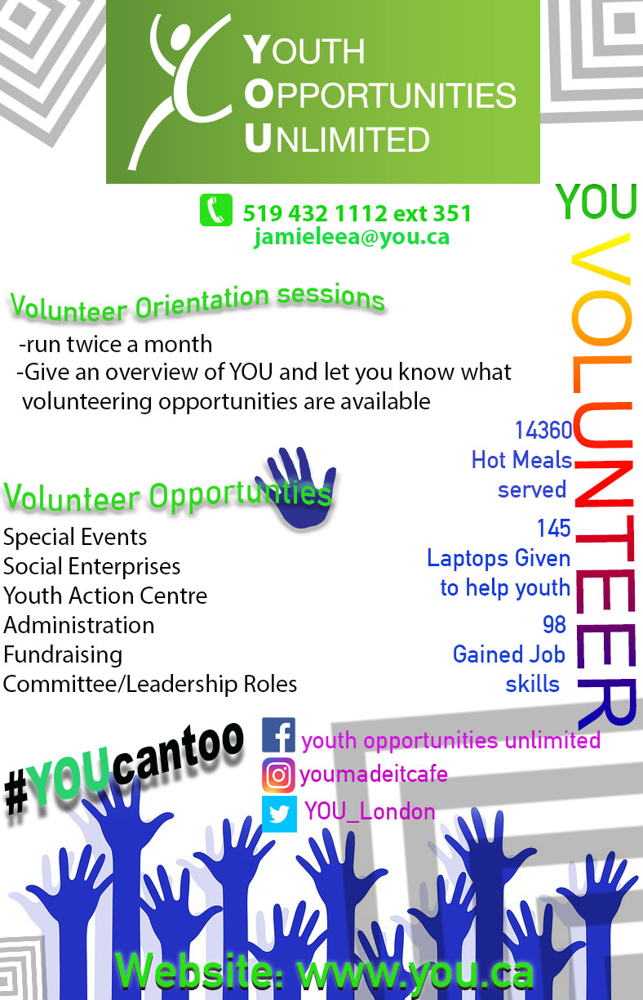 YOUTH
OPPORTUNITIES
UNLIMITED
519 432 1112 ext 351
jamieleea@you.ca
YOU
VOLUNTEER
Volunteer Orientation sessions
-run twice a month
-Give an overview of YOU and let you know what
volunteering opportunities are available
14360
Hot Meals
served
145
Laptops Given
to help youth
98
Gained Job
skills
Volunteer Opportunties
Special Events
Social Enterprises
Youth Action Centre
Administration
Fundraising
Committee/Leadership Roles
#YOUcantoo
youth opportunities unlimited
youmadeitcafe
YOU_London
Website: www.you.ca